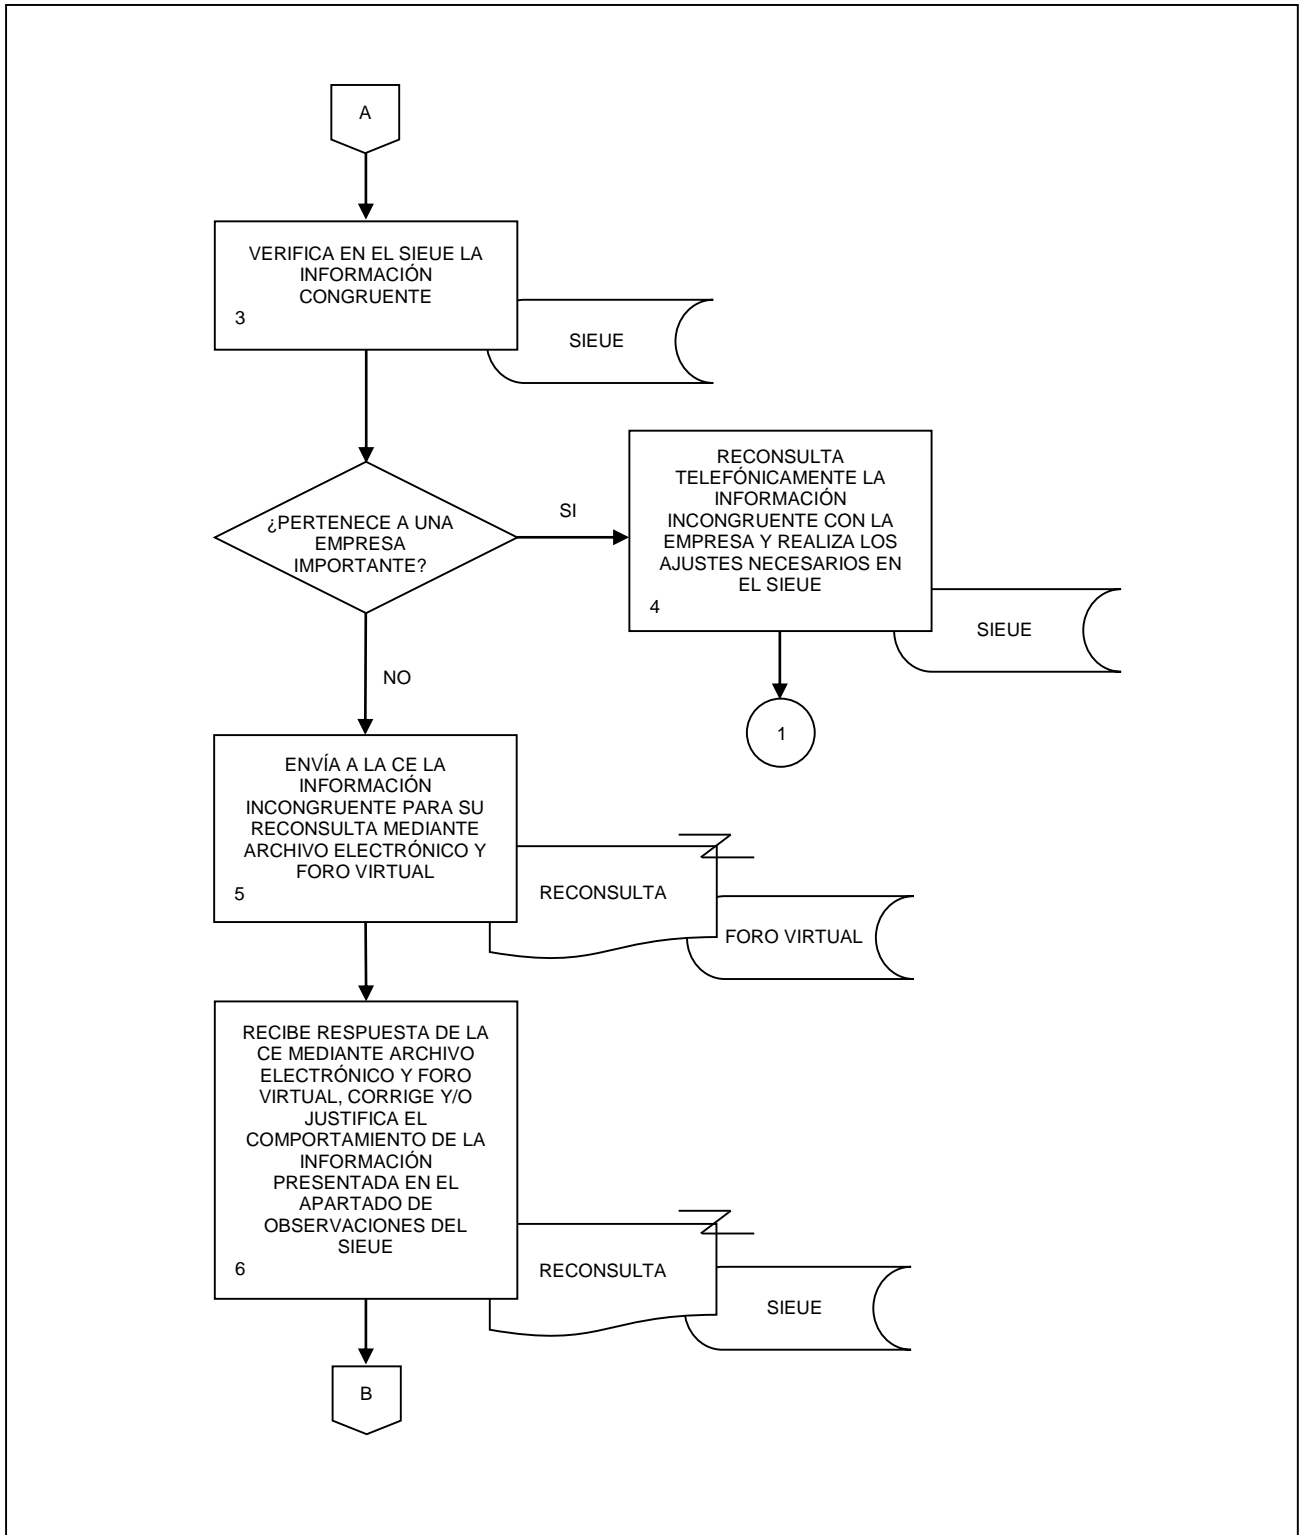 A
VERIFICA EN EL SIEUE LA
INFORMACIÓN
CONGRUENTE
3
SIEUE
¿PERTENECE A UNA
EMPRESA
IMPORTANTE?
SI
RECONSULTA
TELEFÓNICAMENTE LA
INFORMACIÓN
INCONGRUENTE CON LA
EMPRESA Y REALIZA LOS
AJUSTES NECESARIOS EN
EL SIEUE
4
SIEUE
1
NO
ENVÍA A LA CE LA
INFORMACIÓN
INCONGRUENTE PARA SU
RECONSULTA MEDIANTE
ARCHIVO ELECTRÓNICO Y
FORO VIRTUAL
5
RECONSULTA
FORO VIRTUAL
RECIBE RESPUESTA DE LA
CE MEDIANTE ARCHIVO
ELECTRÓNICO Y FORO
VIRTUAL, CORRIGE Y/O
JUSTIFICA EL
COMPORTAMIENTO DE LA
INFORMACIÓN
PRESENTADA EN EL
APARTADO DE
OBSERVACIONES DEL
SIEUE
6
RECONSULTA
SIEUE
B